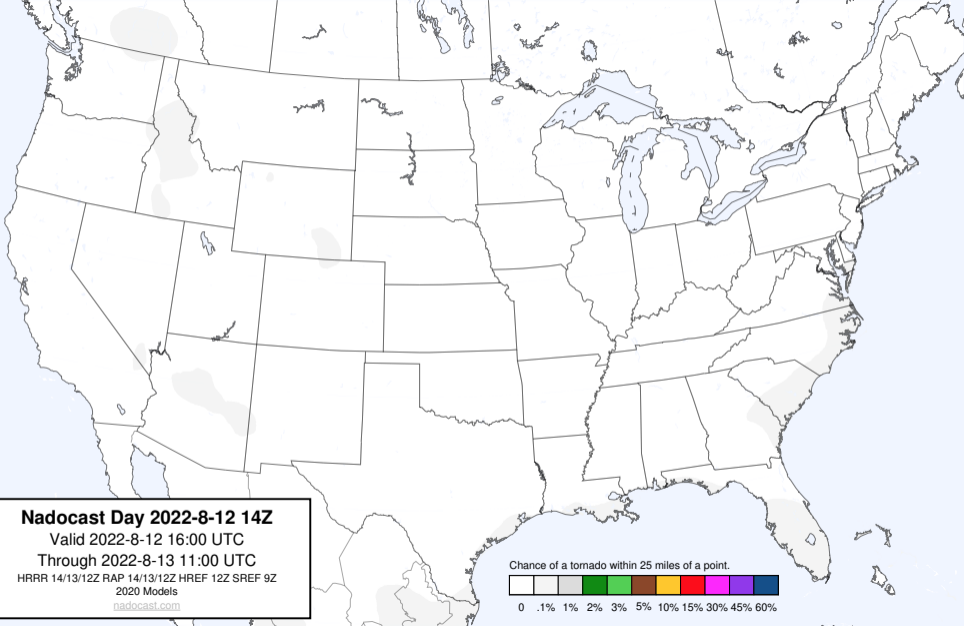 Nadocast Day 2022-8-12 14Z
Valid 2022-8-12 16:00 UTC
Through 2022-8-13 11:00 UTC
HRRR 14/13/12Z RAP 14/13/12Z HREF 12Z SREF 9Z
2020 Models
nadocast.com
Chance of a tornado within 25 miles of a point.
0 .1% 1% 2% 3% 5% 10% 15% 30% 45% 60%